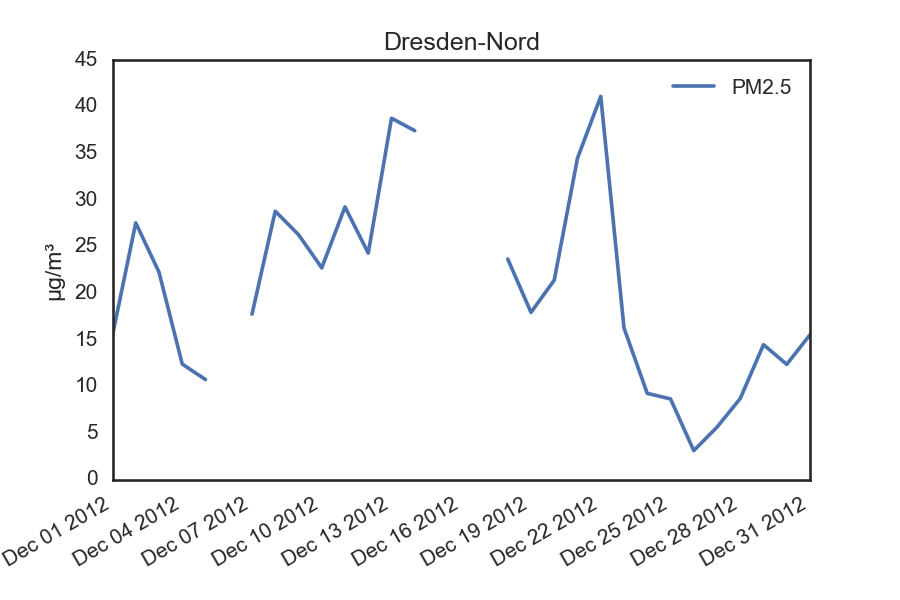 Dresden-Nord
45
40
35
30
25
20
15
10
5
0
µg/m³
PM2.5
Dec 01 2012
Dec 04 2012
Dec 07 2012
Dec 10 2012
Dec 13 2012
Dec 16 2012
Dec 19 2012
Dec 22 2012
Dec 25 2012
Dec 28 2012
Dec 31 2012